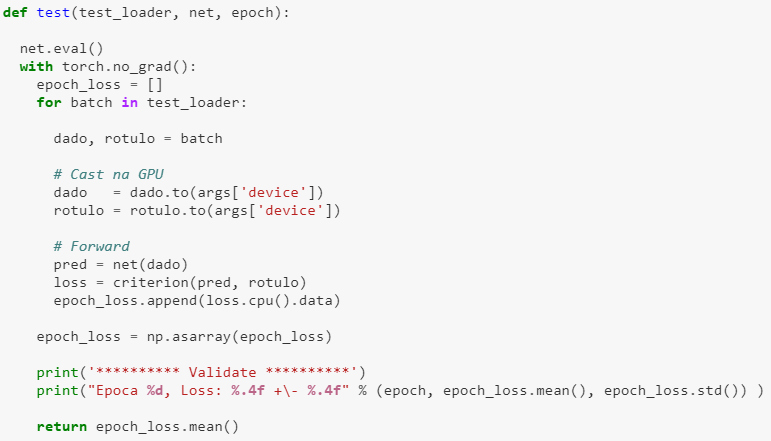 def test(test_loader, net, epoch):
  net.eval()
  with torch.no_grad():
    epoch_loss = []
    for batch in test_loader:
      dado, rotulo = batch
      # Cast na GPU
      dado   = dado.to(args['device'])
      rotulo = rotulo.to(args['device'])
      # Forward
      pred = net(dado)
      loss = criterion(pred, rotulo)
      epoch_loss.append(loss.cpu().data)
    epoch_loss = np.asarray(epoch_loss)
    print('********** Validate **********')
    print("Epoca %d, Loss: %.4f +\- %.4f" % (epoch, epoch_loss.mean(), epoch_loss.std()) )
    return epoch_loss.mean()